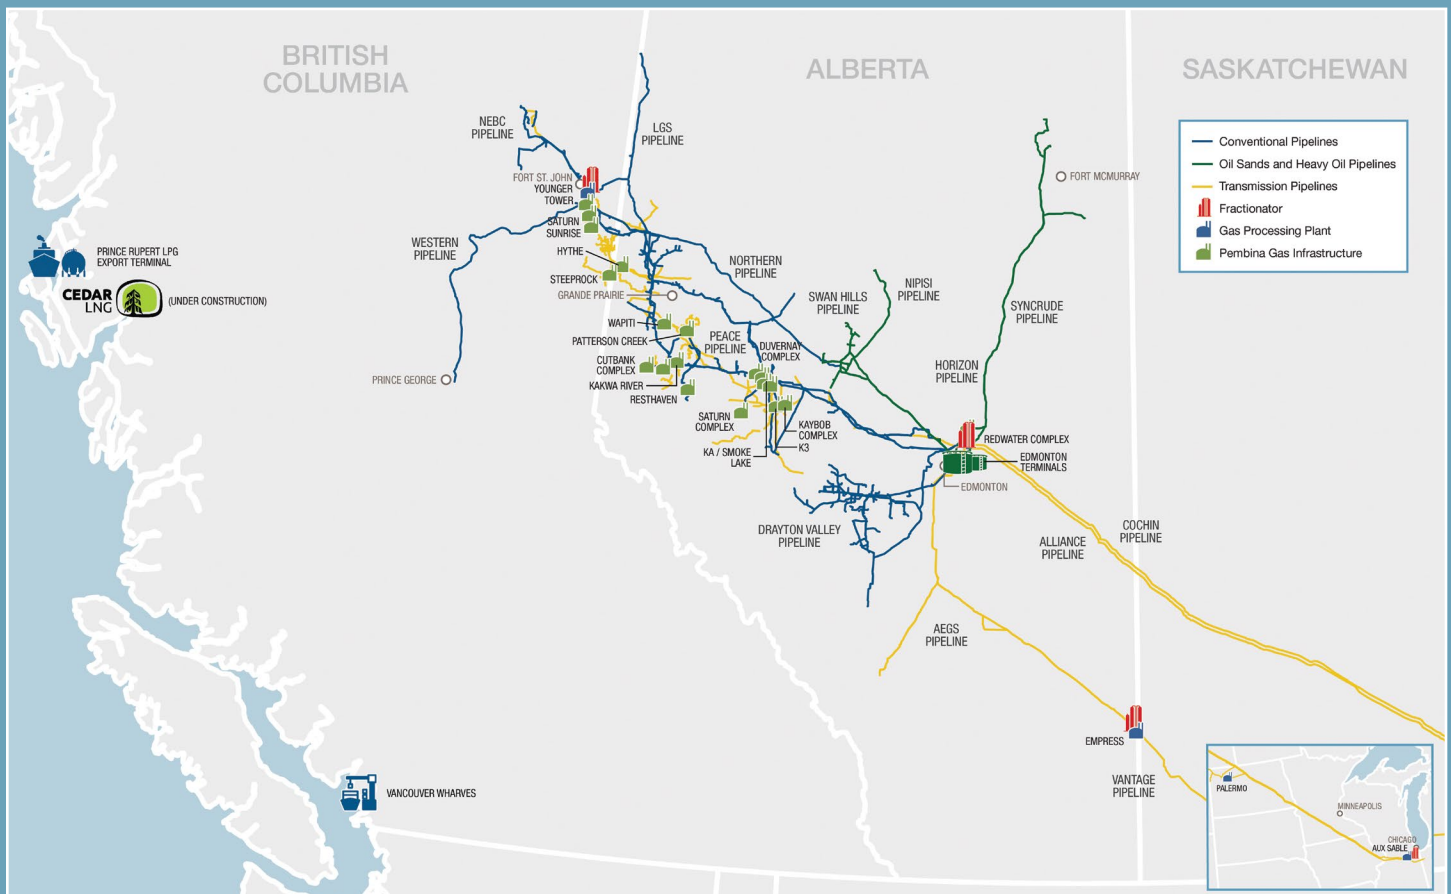 BRITISH
COLUMBIA
ALBERTA
SASKATCHEWAN
NEBC
PIPELINE
LGS
PIPELINE
Conventional Pipelines
Oil Sands and Heavy Oil Pipelines
Transmission Pipelines
Fractionator
Gas Processing Plant
Pembina Gas Infrastructure
FORT ST. JOHN
YOUNGER
TOWER
SATURN
SUNRISE
FORT MCMURRAY
WESTERN
PIPELINE
HYTHE
STEEPROCK
GRANDE PRAIRIE
NORTHERN
PIPELINE
PRINCE RUPERT LPG
EXPORT TERMINAL
CEDAR
LNG
(UNDER CONSTRUCTION)
SWAN HILLS
PIPELINE
NIPISI
PIPELINE
SYNCRUDE
PIPELINE
WAPITI
PATTERSON CREEK
PEACE
PIPELINE
DUVERNAY
COMPLEX
CUTBANK
COMPLEX
KAKWA RIVER
RESTHAVEN
HORIZON
PIPELINE
PRINCE GEORGE
SATURN
COMPLEX
KAYBOB
COMPLEX
K3
KA / SMOKE
LAKE
REDWATER COMPLEX
EDMONTON
TERMINALS
EDMONTON
DRAYTON VALLEY
PIPELINE
ALLIANCE
PIPELINE
COCHIN
PIPELINE
AEGS
PIPELINE
EMPRESS
VANTAGE
PIPELINE
VANCOUVER WHARVES
PALERMO
MINNEAPOLIS
CHICAGO
AUX SABLE